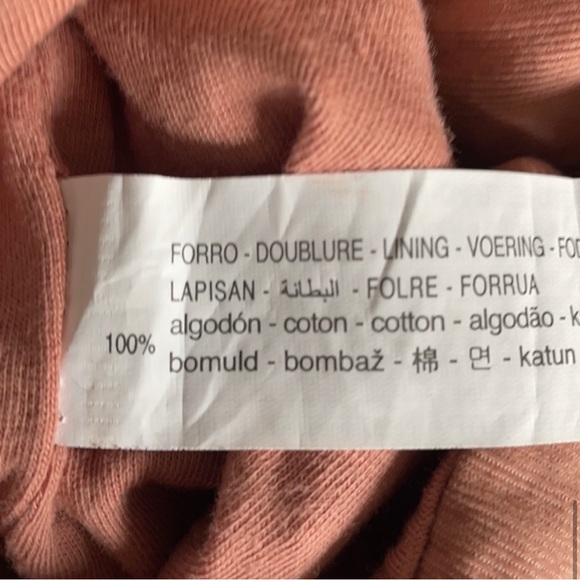 FORRO - DOUBLURE - LINING - VOERING -
LAPISAN - البطانة - FOLRE - FORRUA
algodón - coton - cotton - algodão -
100%
bomuld - bombaž - 棉 - 면 - katun